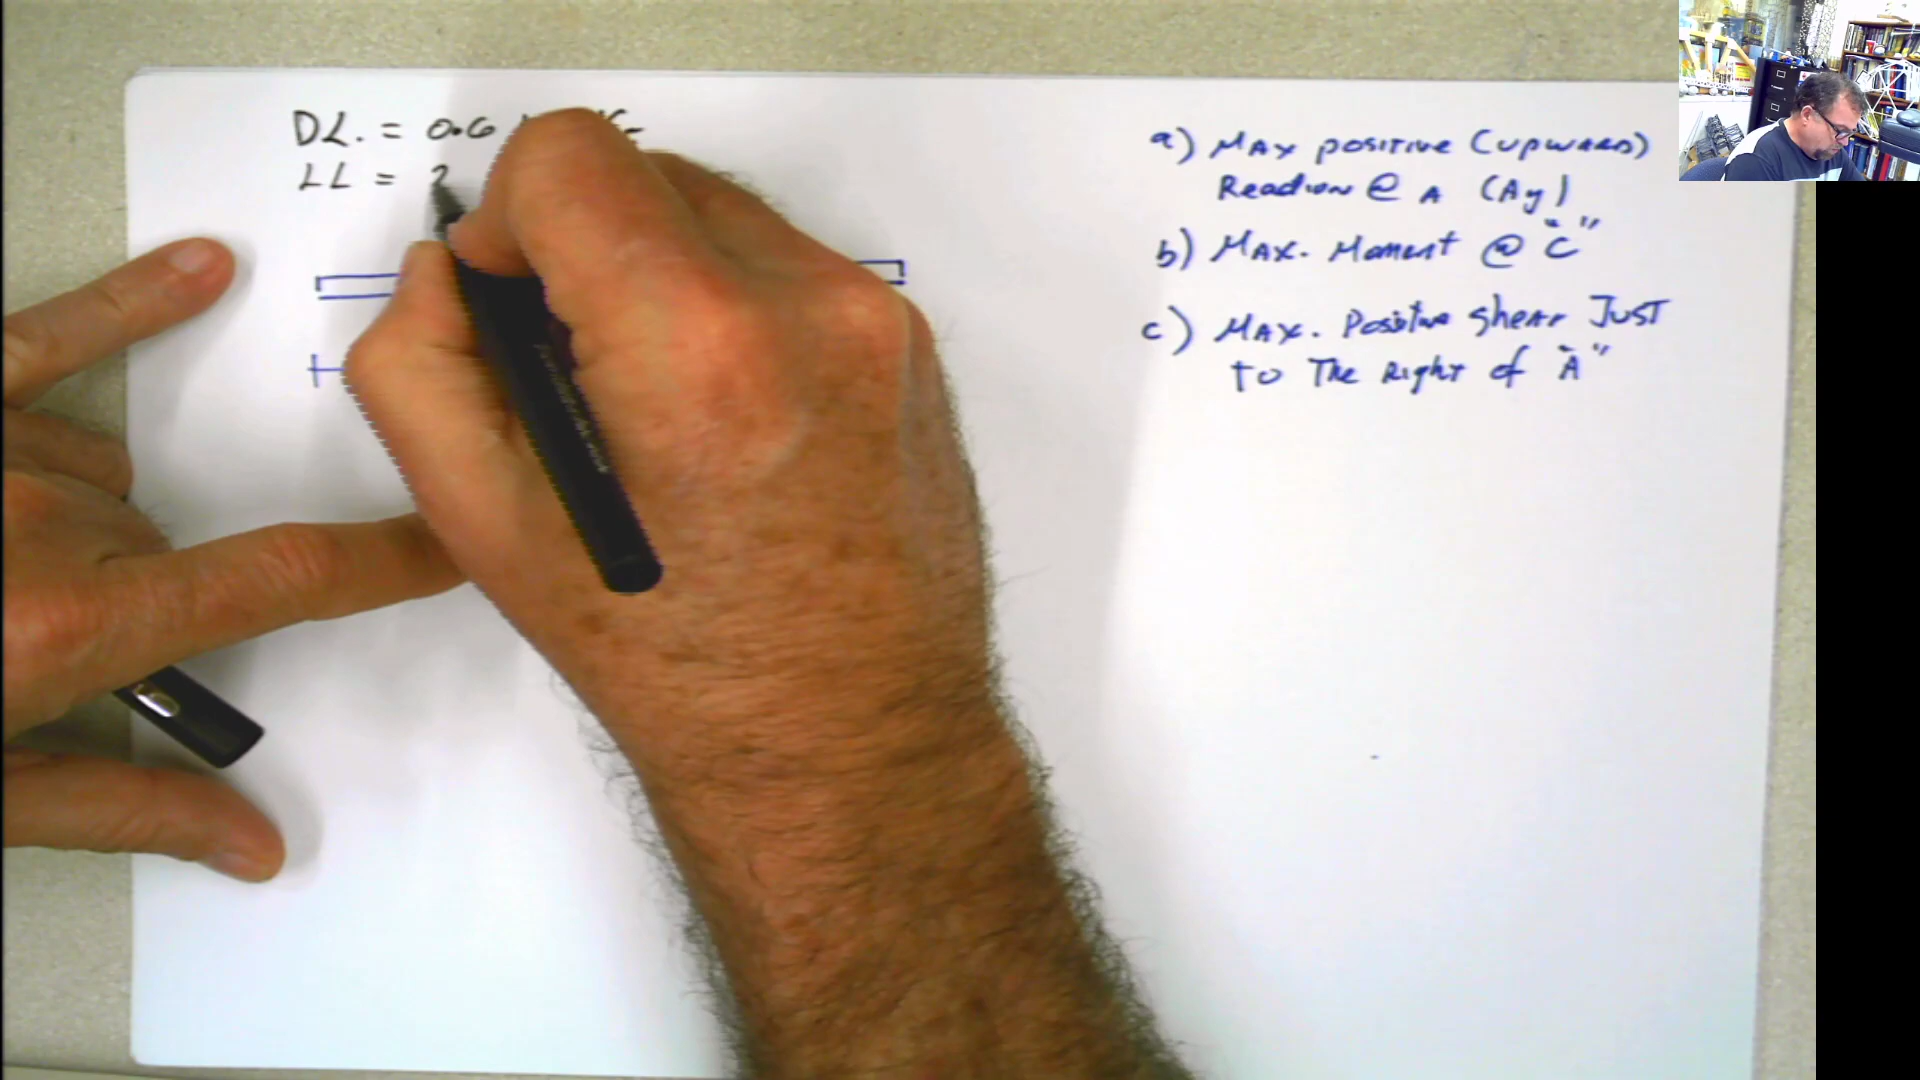 DL. = 0.6
LL = 2
a) MAX positive (upward)
Reaction @ A (Ay)
b) MAX. Moment @ "C"
c) MAX. Positive shear Just
to The Right of "A"